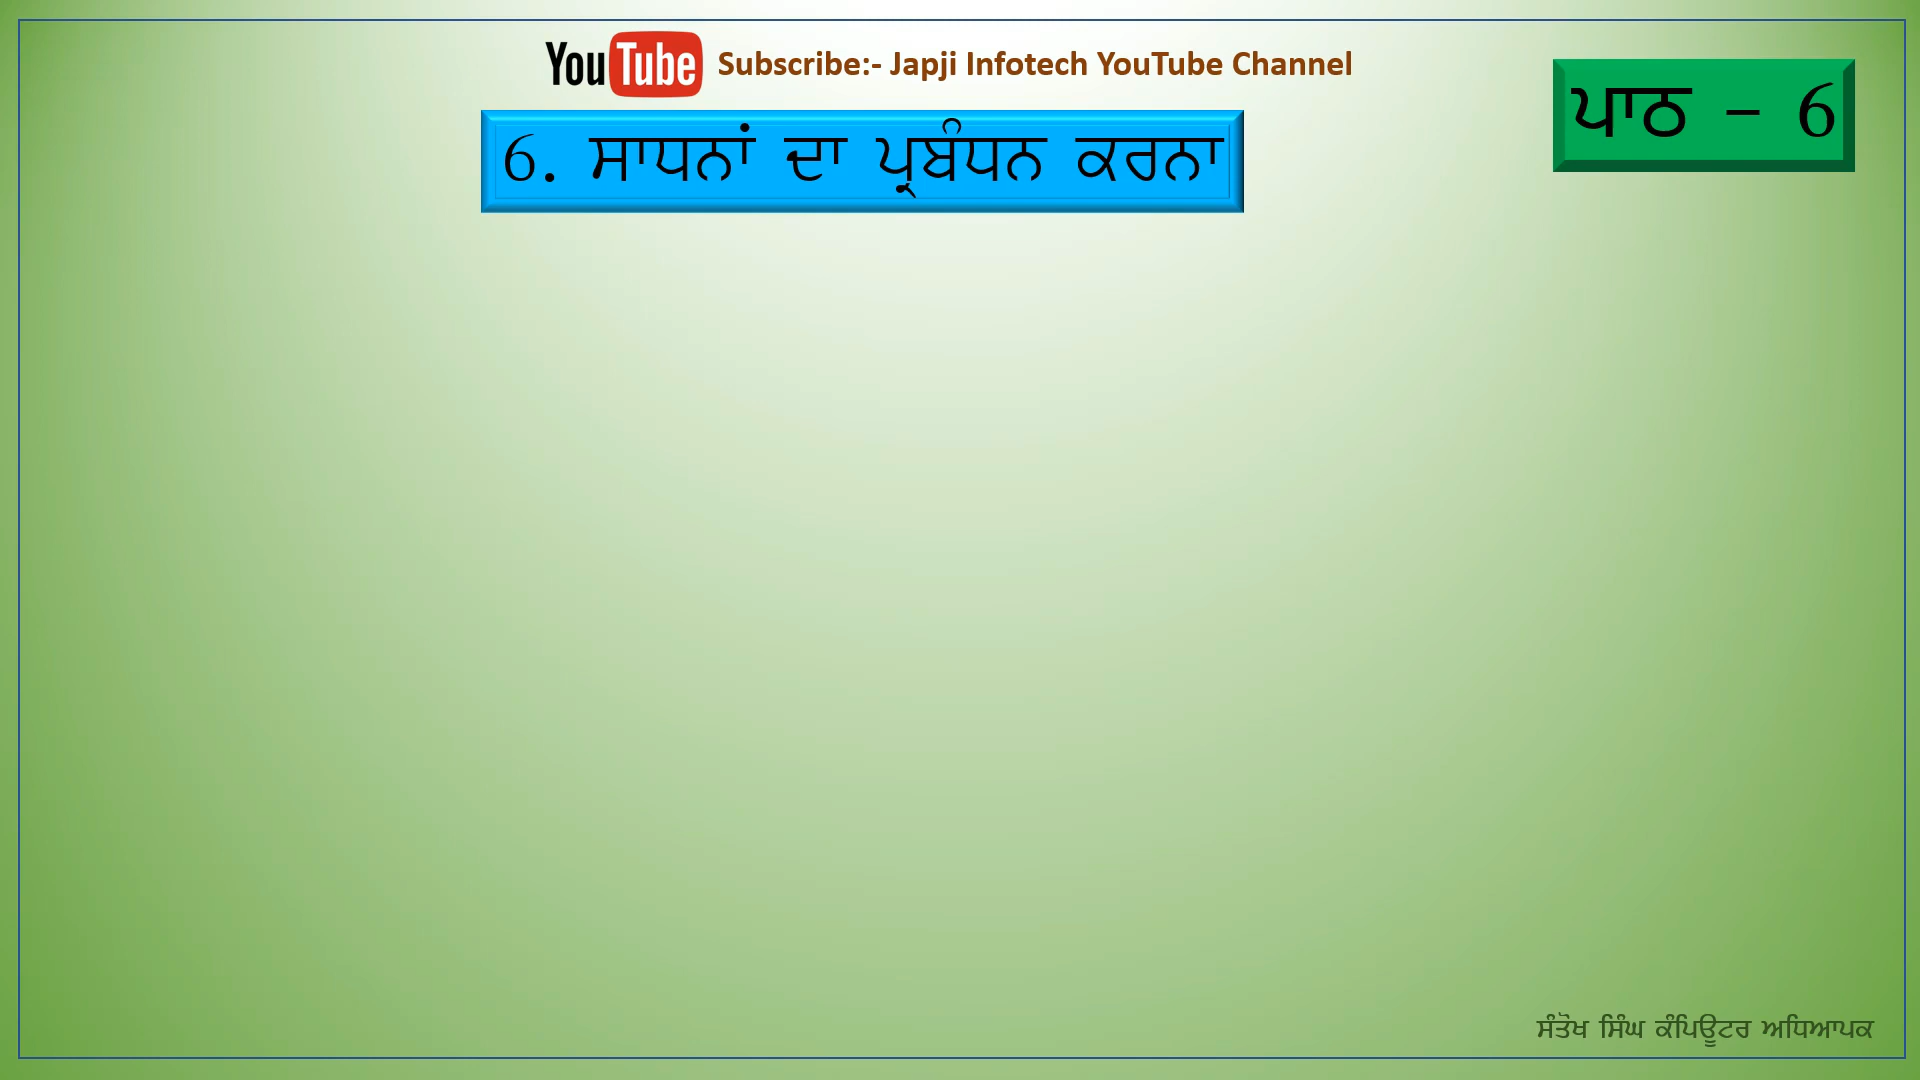 YouTube Subscribe:- Japji Infotech YouTube Channel
ਪਾਠ – 6
6. ਸਾਧਨਾਂ ਦਾ ਪ੍ਰਬੰਧਨ ਕਰਨਾ
ਸੰਤੋਖ ਸਿੰਘ ਕੰਪਿਊਟਰ ਅਧਿਆਪਕ